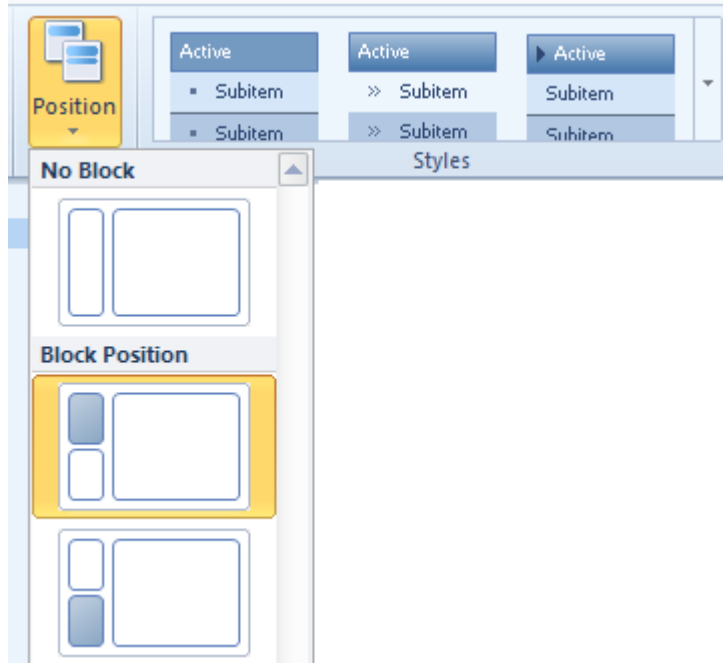 Position
Active
Subitem
Subitem
Active
» Subitem
» Subitem
Active
Subitem
Subitem
Styles
No Block
Block Position